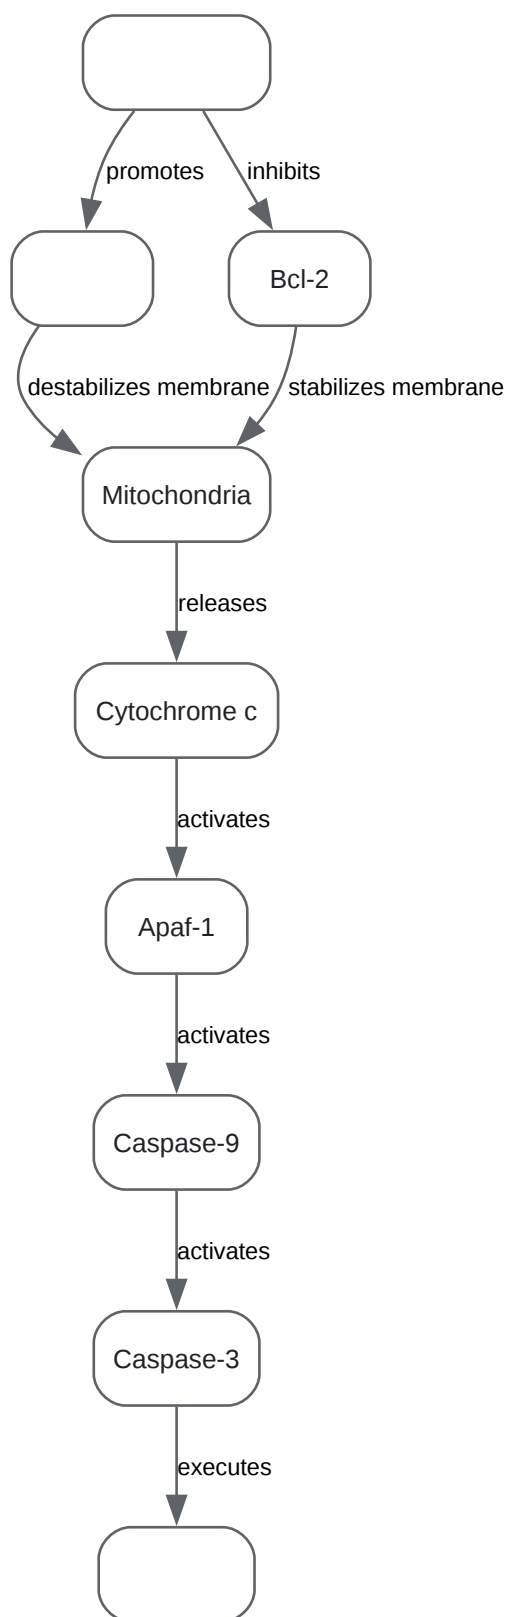 promotes
inhibits
Bcl-2
destabilizes membrane
stabilizes membrane
Mitochondria
releases
Cytochrome c
activates
Apaf-1
activates
Caspase-9
activates
Caspase-3
executes